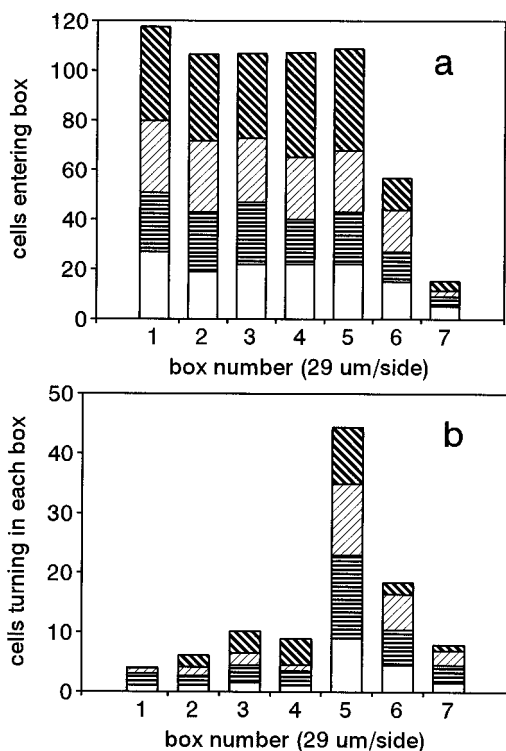 a
120
100
80
60
40
20
0
cells entering box
1 2 3 4 5 6 7
box number (29 um/side)
b
50
40
30
20
10
0
cells turning in each box
1 2 3 4 5 6 7
box number (29 um/side)